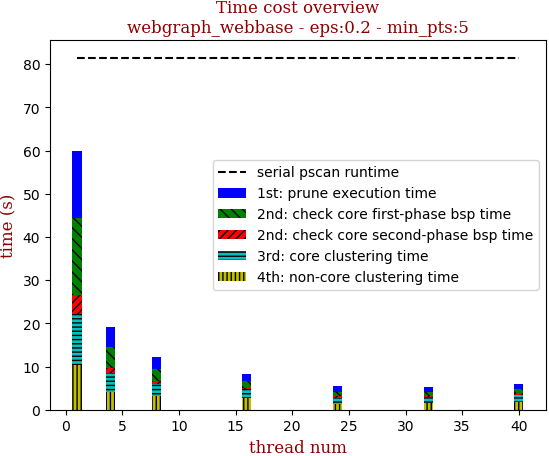 Time cost overview
webgraph_webbase - eps:0.2 - min_pts:5
time (s)
80
70
60
50
40
30
20
10
0
serial pscan runtime
1st: prune execution time
2nd: check core first-phase bsp time
2nd: check core second-phase bsp time
3rd: core clustering time
4th: non-core clustering time
0 5 10 15 20 25 30 35 40
thread num